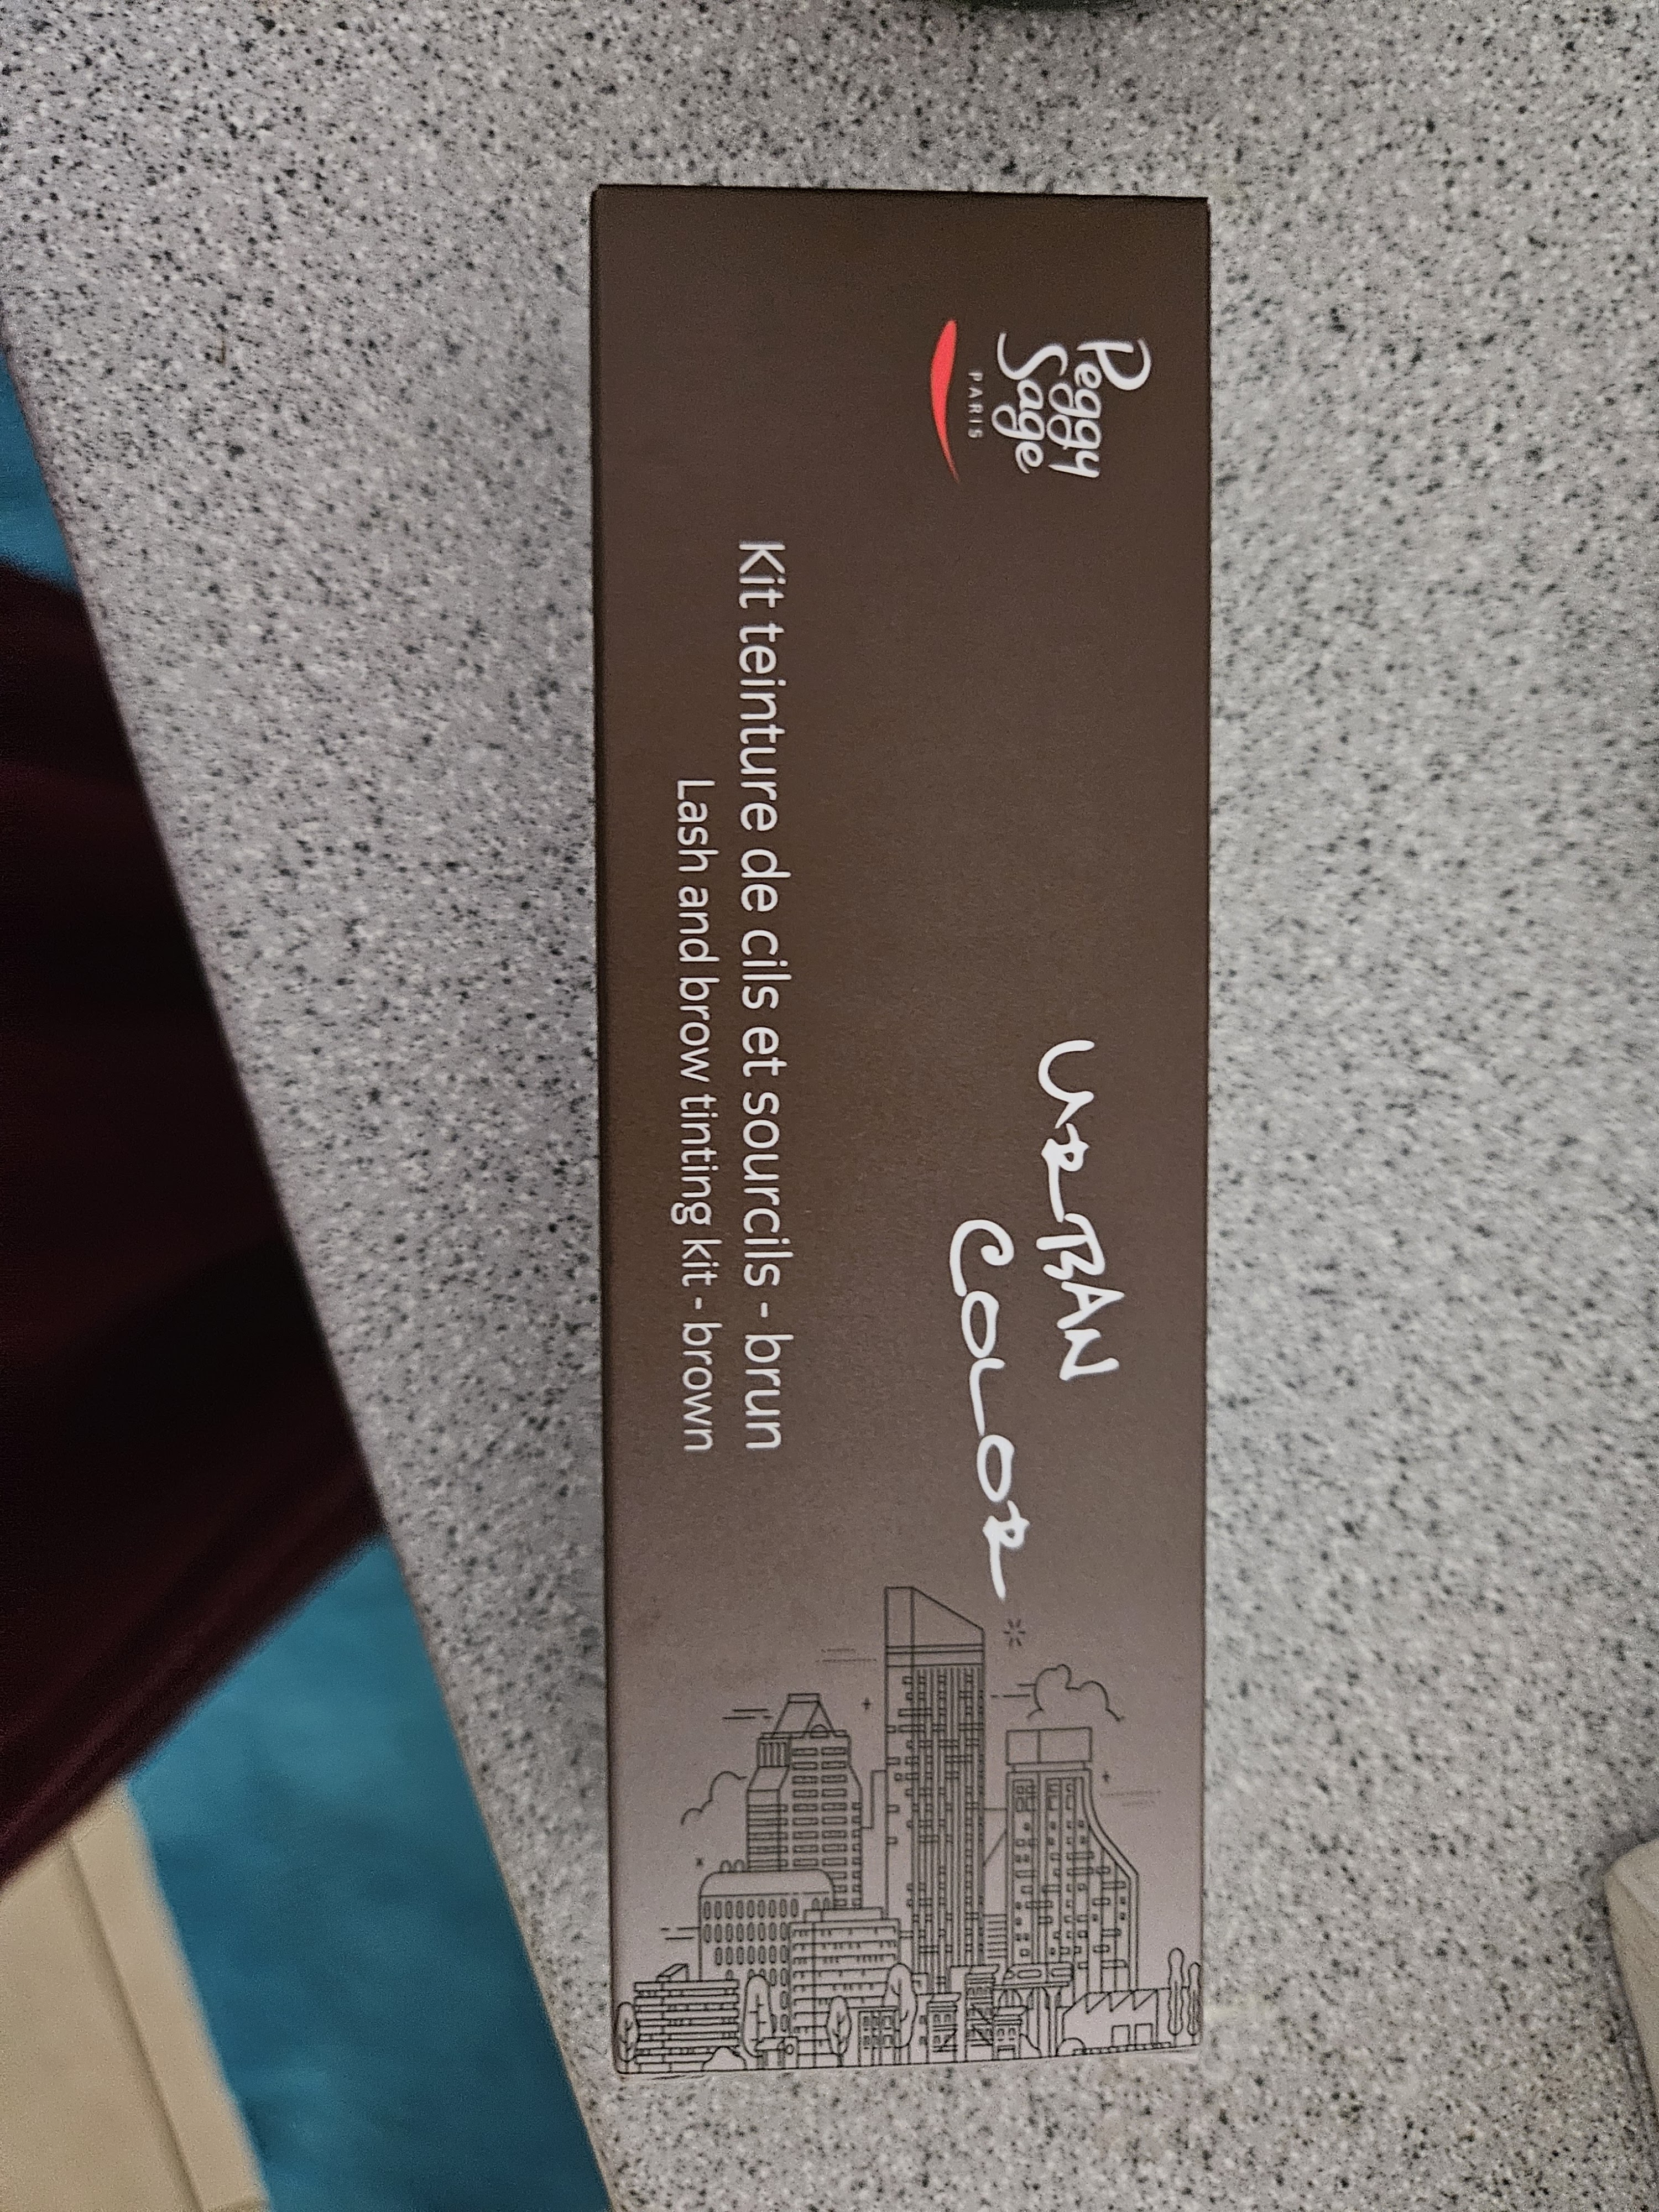 Peggy
Sage
PARIS
URBAN
COLOR
Kit teinture de cils et sourcils - brun
Lash and brow tinting kit - brown